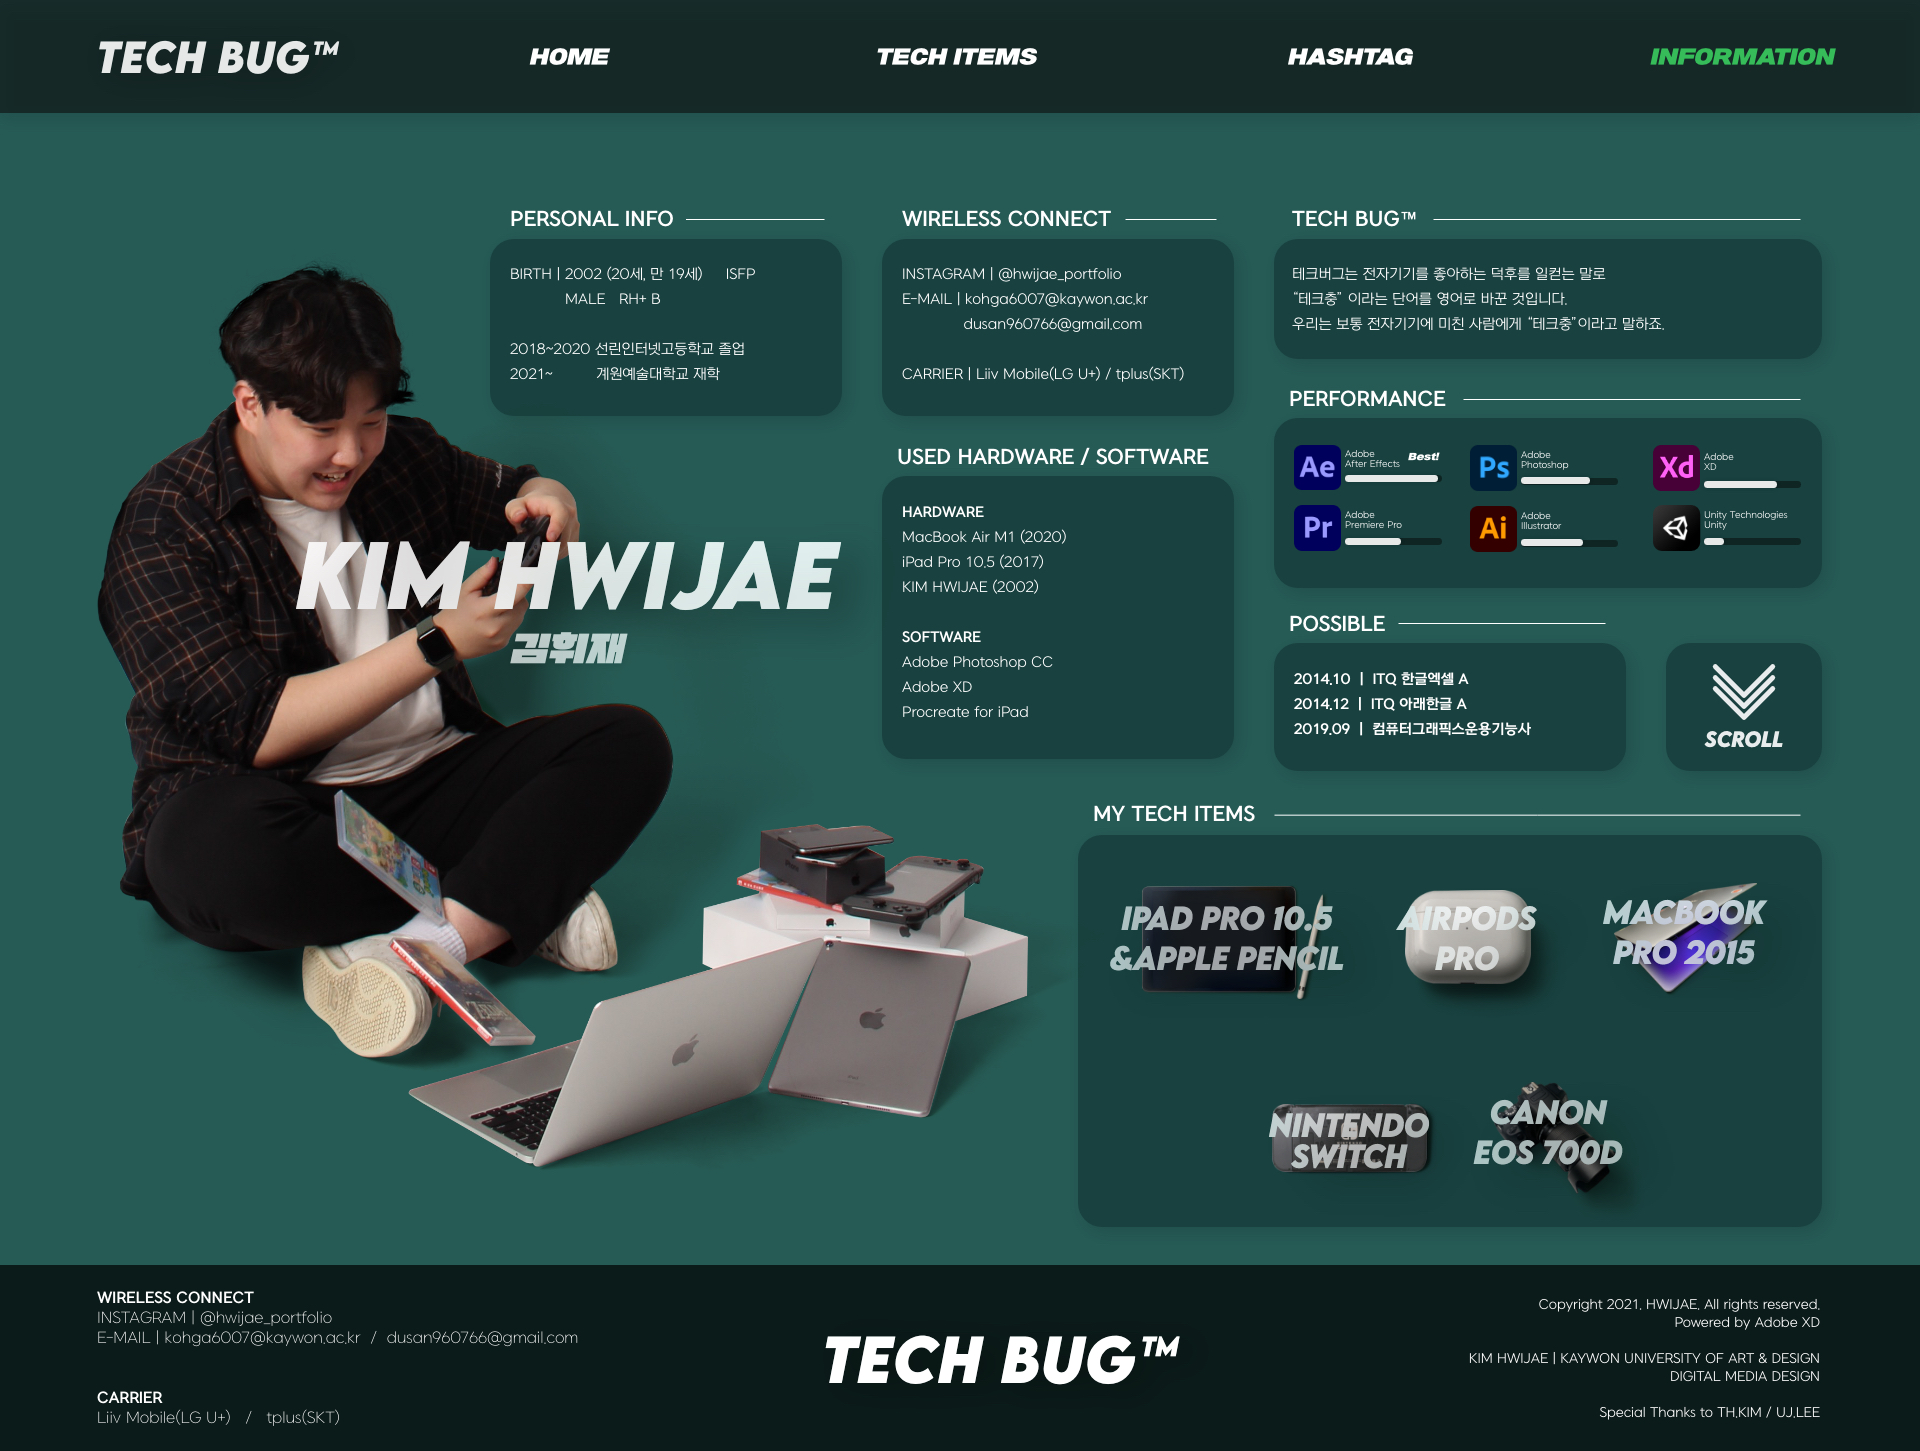 TECH BUG™
HOME
TECH ITEMS
HASHTAG
INFORMATION
PERSONAL INFO
BIRTH | 2002 (20세, 만 19세) ISFP
MALE RH+ B
2018~2020 선린인터넷고등학교 졸업
2021~ 계원예술대학교 재학
WIRELESS CONNECT
INSTAGRAM | @hwijae_portfolio
E-MAIL | kohga6007@kaywon.ac.kr
dusan960766@gmail.com
CARRIER | Liiv Mobile(LG U+) / tplus(SKT)
TECH BUG™
테크버그는 전자기기를 좋아하는 덕후를 일컫는 말로
“테크충” 이라는 단어를 영어로 바꾼 것입니다.
우리는 보통 전자기기에 미친 사람에게 “테크충”이라고 말하죠.
KIM HWIJAE
김휘재
USED HARDWARE / SOFTWARE
HARDWARE
MacBook Air M1 (2020)
iPad Pro 10.5 (2017)
KIM HWIJAE (2002)
SOFTWARE
Adobe Photoshop CC
Adobe XD
Procreate for iPad
PERFORMANCE
Ae
Adobe
After Effects
Best!
Ps
Adobe
Photoshop
Xd
Adobe
XD
Pr
Adobe
Premiere Pro
Ai
Adobe
Illustrator
Unity Technologies
Unity
POSSIBLE
2014.10 | ITQ 한글엑셀 A
2014.12 | ITQ 아래한글 A
2019.09 | 컴퓨터그래픽스운용기능사
SCROLL
MY TECH ITEMS
IPAD PRO 10.5
&APPLE PENCIL
AIRPODS
PRO
MACBOOK
PRO 2015
NINTENDO
SWITCH
CANON
EOS 700D
WIRELESS CONNECT
INSTAGRAM | @hwijae_portfolio
E-MAIL | kohga6007@kaywon.ac.kr / dusan960766@gmail.com
CARRIER
Liiv Mobile(LG U+) / tplus(SKT)
TECH BUG™
Copyright 2021. HWIJAE. All rights reserved.
Powered by Adobe XD
KIM HWIJAE | KAYWON UNIVERSITY OF ART & DESIGN
DIGITAL MEDIA DESIGN
Special Thanks to TH.KIM / UJ.LEE